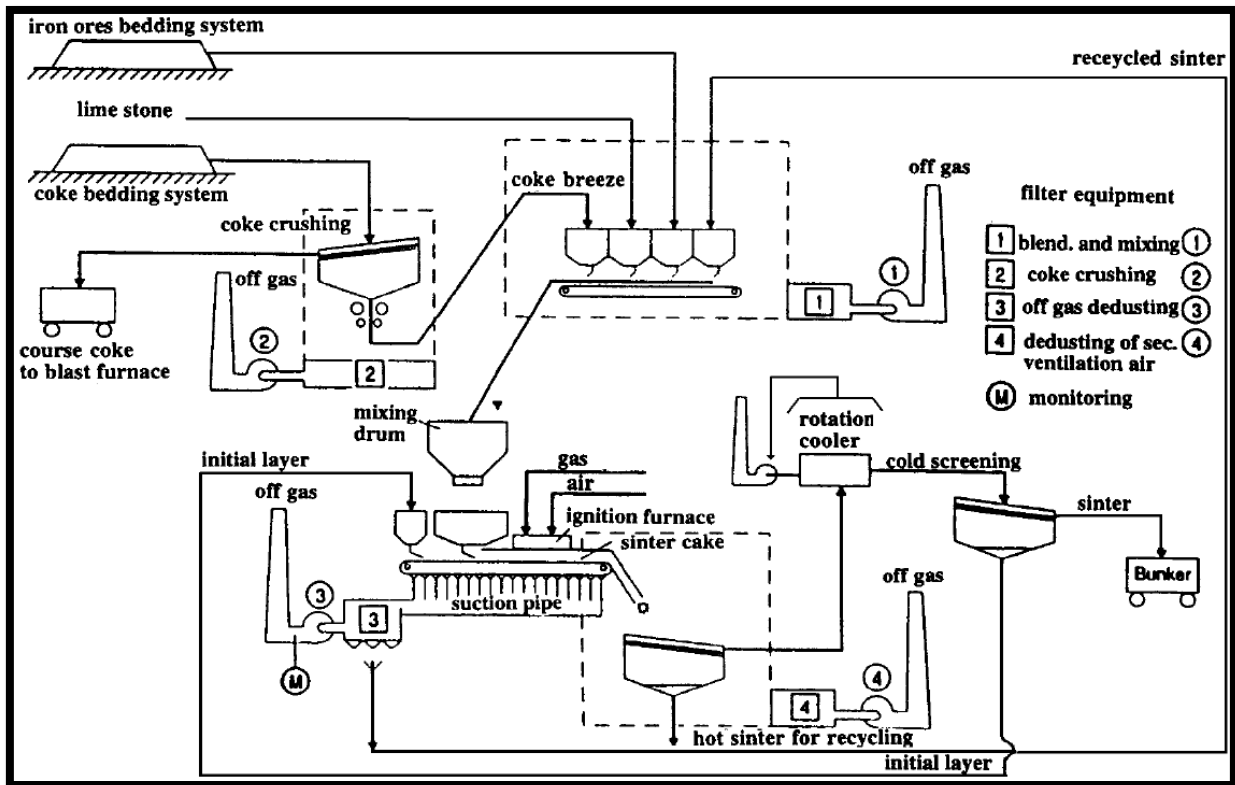 iron ores bedding system
receycled sinter
lime stone
coke bedding system
coke breeze
off gas
filter equipment
coke crushing
1 blend. and mixing 1
2 coke crushing 2
3 off gas dedusting 3
4 dedusting of sec. 4
ventilation air
M monitoring
off gas
1
1
2
2
course coke
to blast furnace
mixing
drum
rotation
cooler
initial layer
gas
cold screening
air
off gas
ignition furnace
sinter
sinter cake
Bunker
off gas
suction pipe
3
3
M
4
4
hot sinter for recycling
initial layer